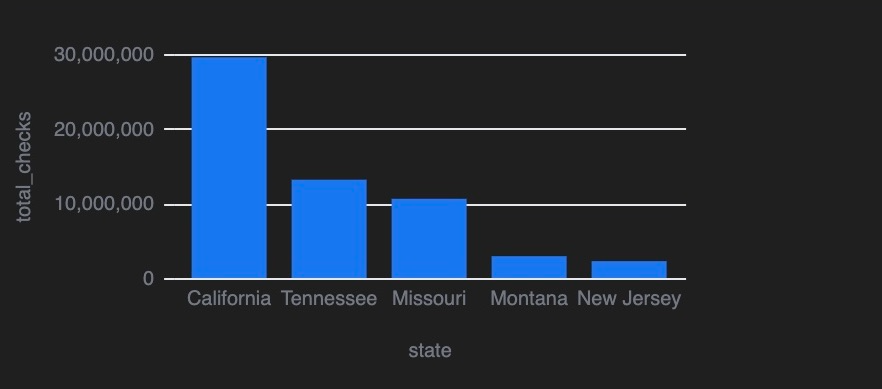 30,000,000
20,000,000
10,000,000
0
total_checks
California Tennessee Missouri Montana New Jersey
state